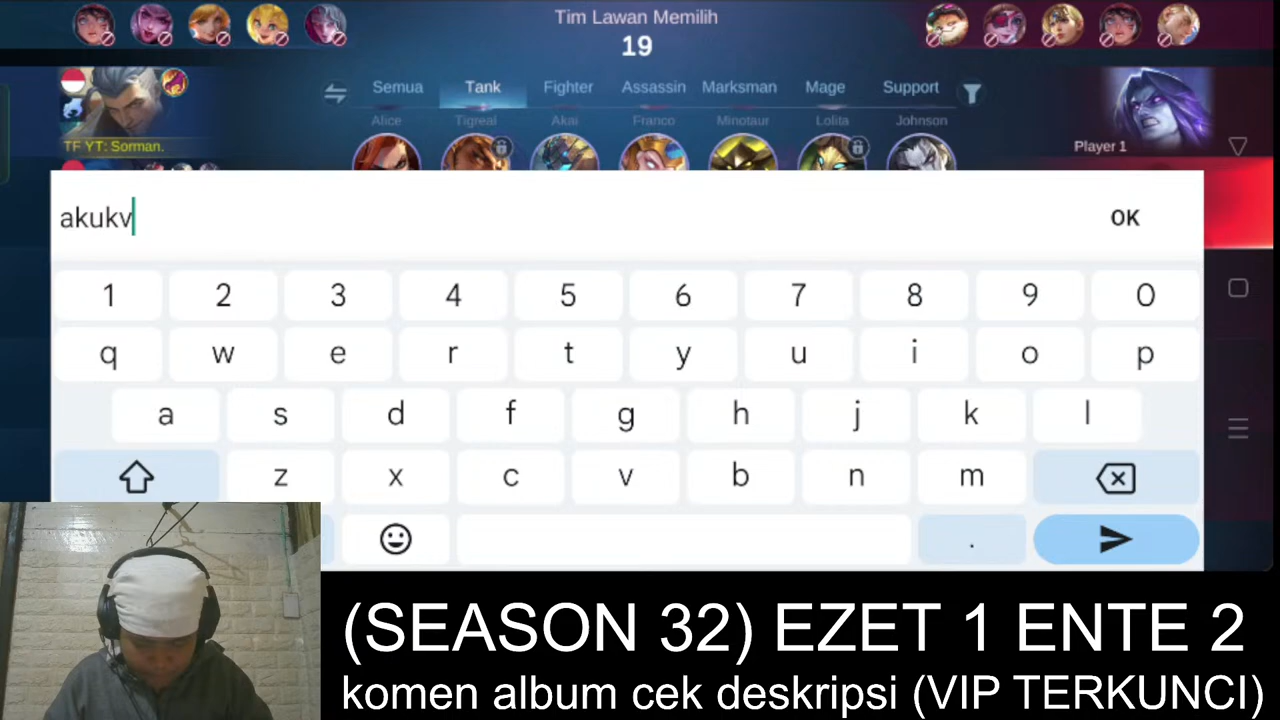 Tim Lawan Memilih
19
Semua Tank Fighter Assassin Marksman Mage Support
Alice Tigreal Akai Franco Minotaur Lolita Johnson
TF YT: Sorman.
Player 1
akukv
OK
1 2 3 4 5 6 7 8 9 0
q w e r t y u i o p
a s d f g h j k l
z x c v b n m
.
(SEASON 32) EZET 1 ENTE 2
komen album cek deskripsi (VIP TERKUNCI)